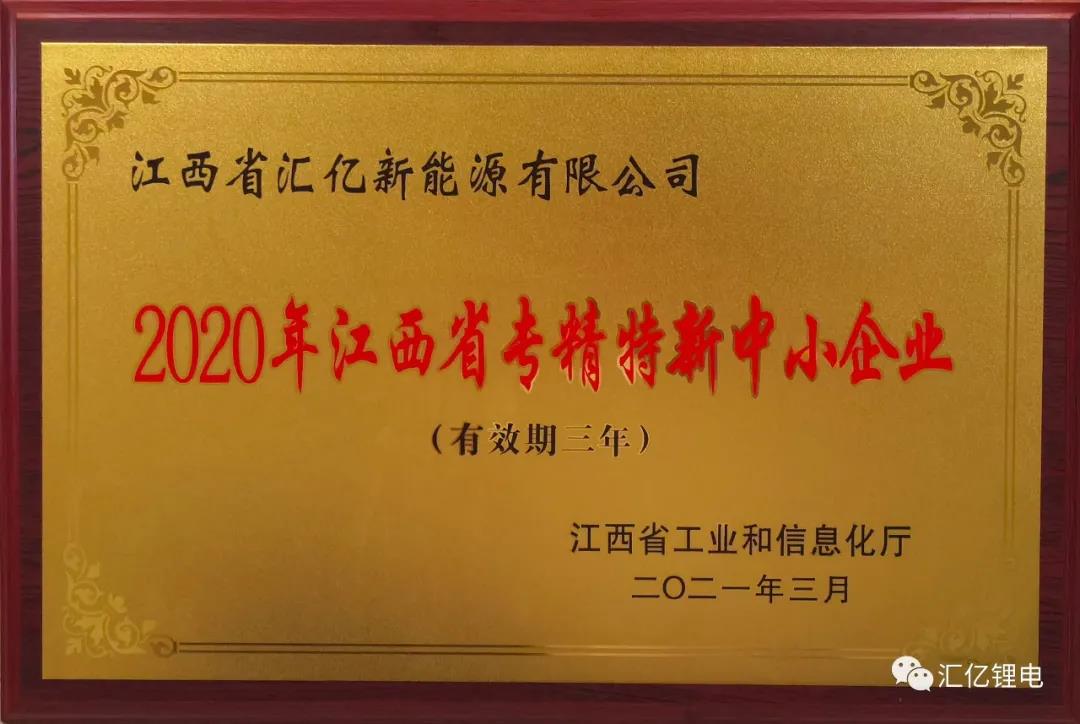 江西省汇亿新能源有限公司
2020年江西省专精特新中小企业
（有效期三年）
江西省工业和信息化厅
二〇二一年三月
汇亿锂电